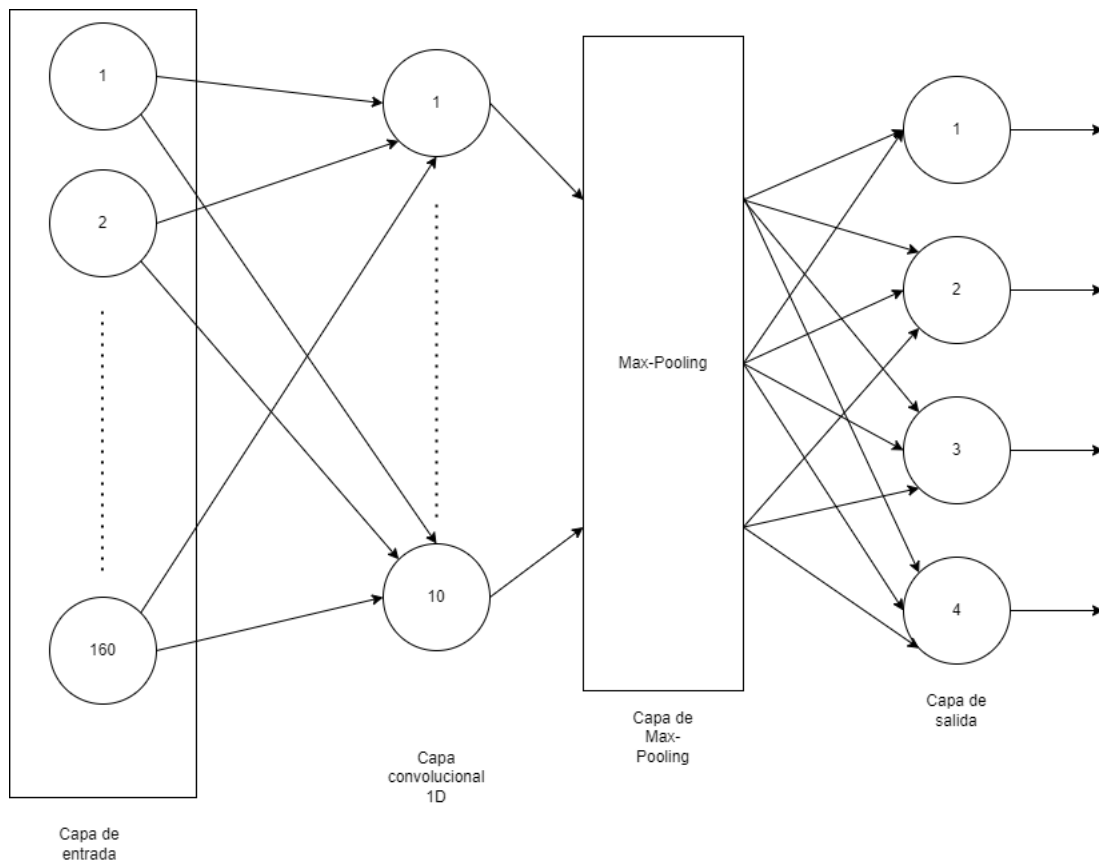 1
2
160
Capa de
entrada
1
10
Capa
convolucional
1D
Max-Pooling
Capa de
Max-
Pooling
1
2
3
4
Capa de
salida